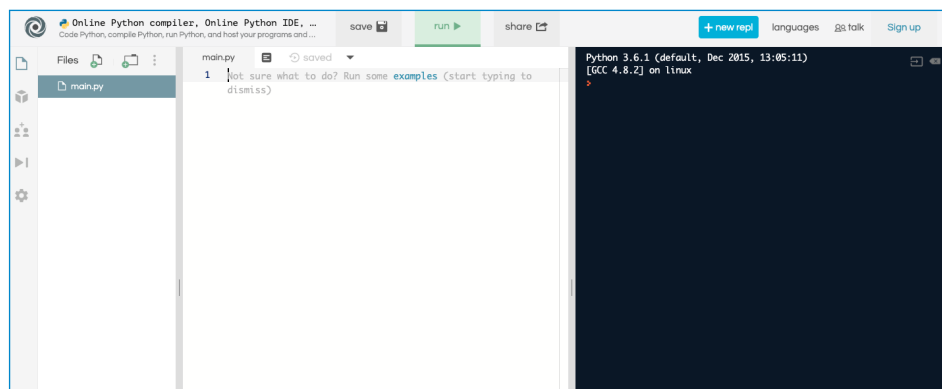 Online Python compiler, Online Python IDE, ...
Code Python, compile Python, run Python, and host your programs and ...
save
run
share
+ new repl
languages
talk
Sign up
Files
main.py
main.py
saved
1 Not sure what to do? Run some examples (start typing to
dismiss)
Python 3.6.1 (default, Dec 2015, 13:05:11)
[GCC 4.8.2] on linux
>